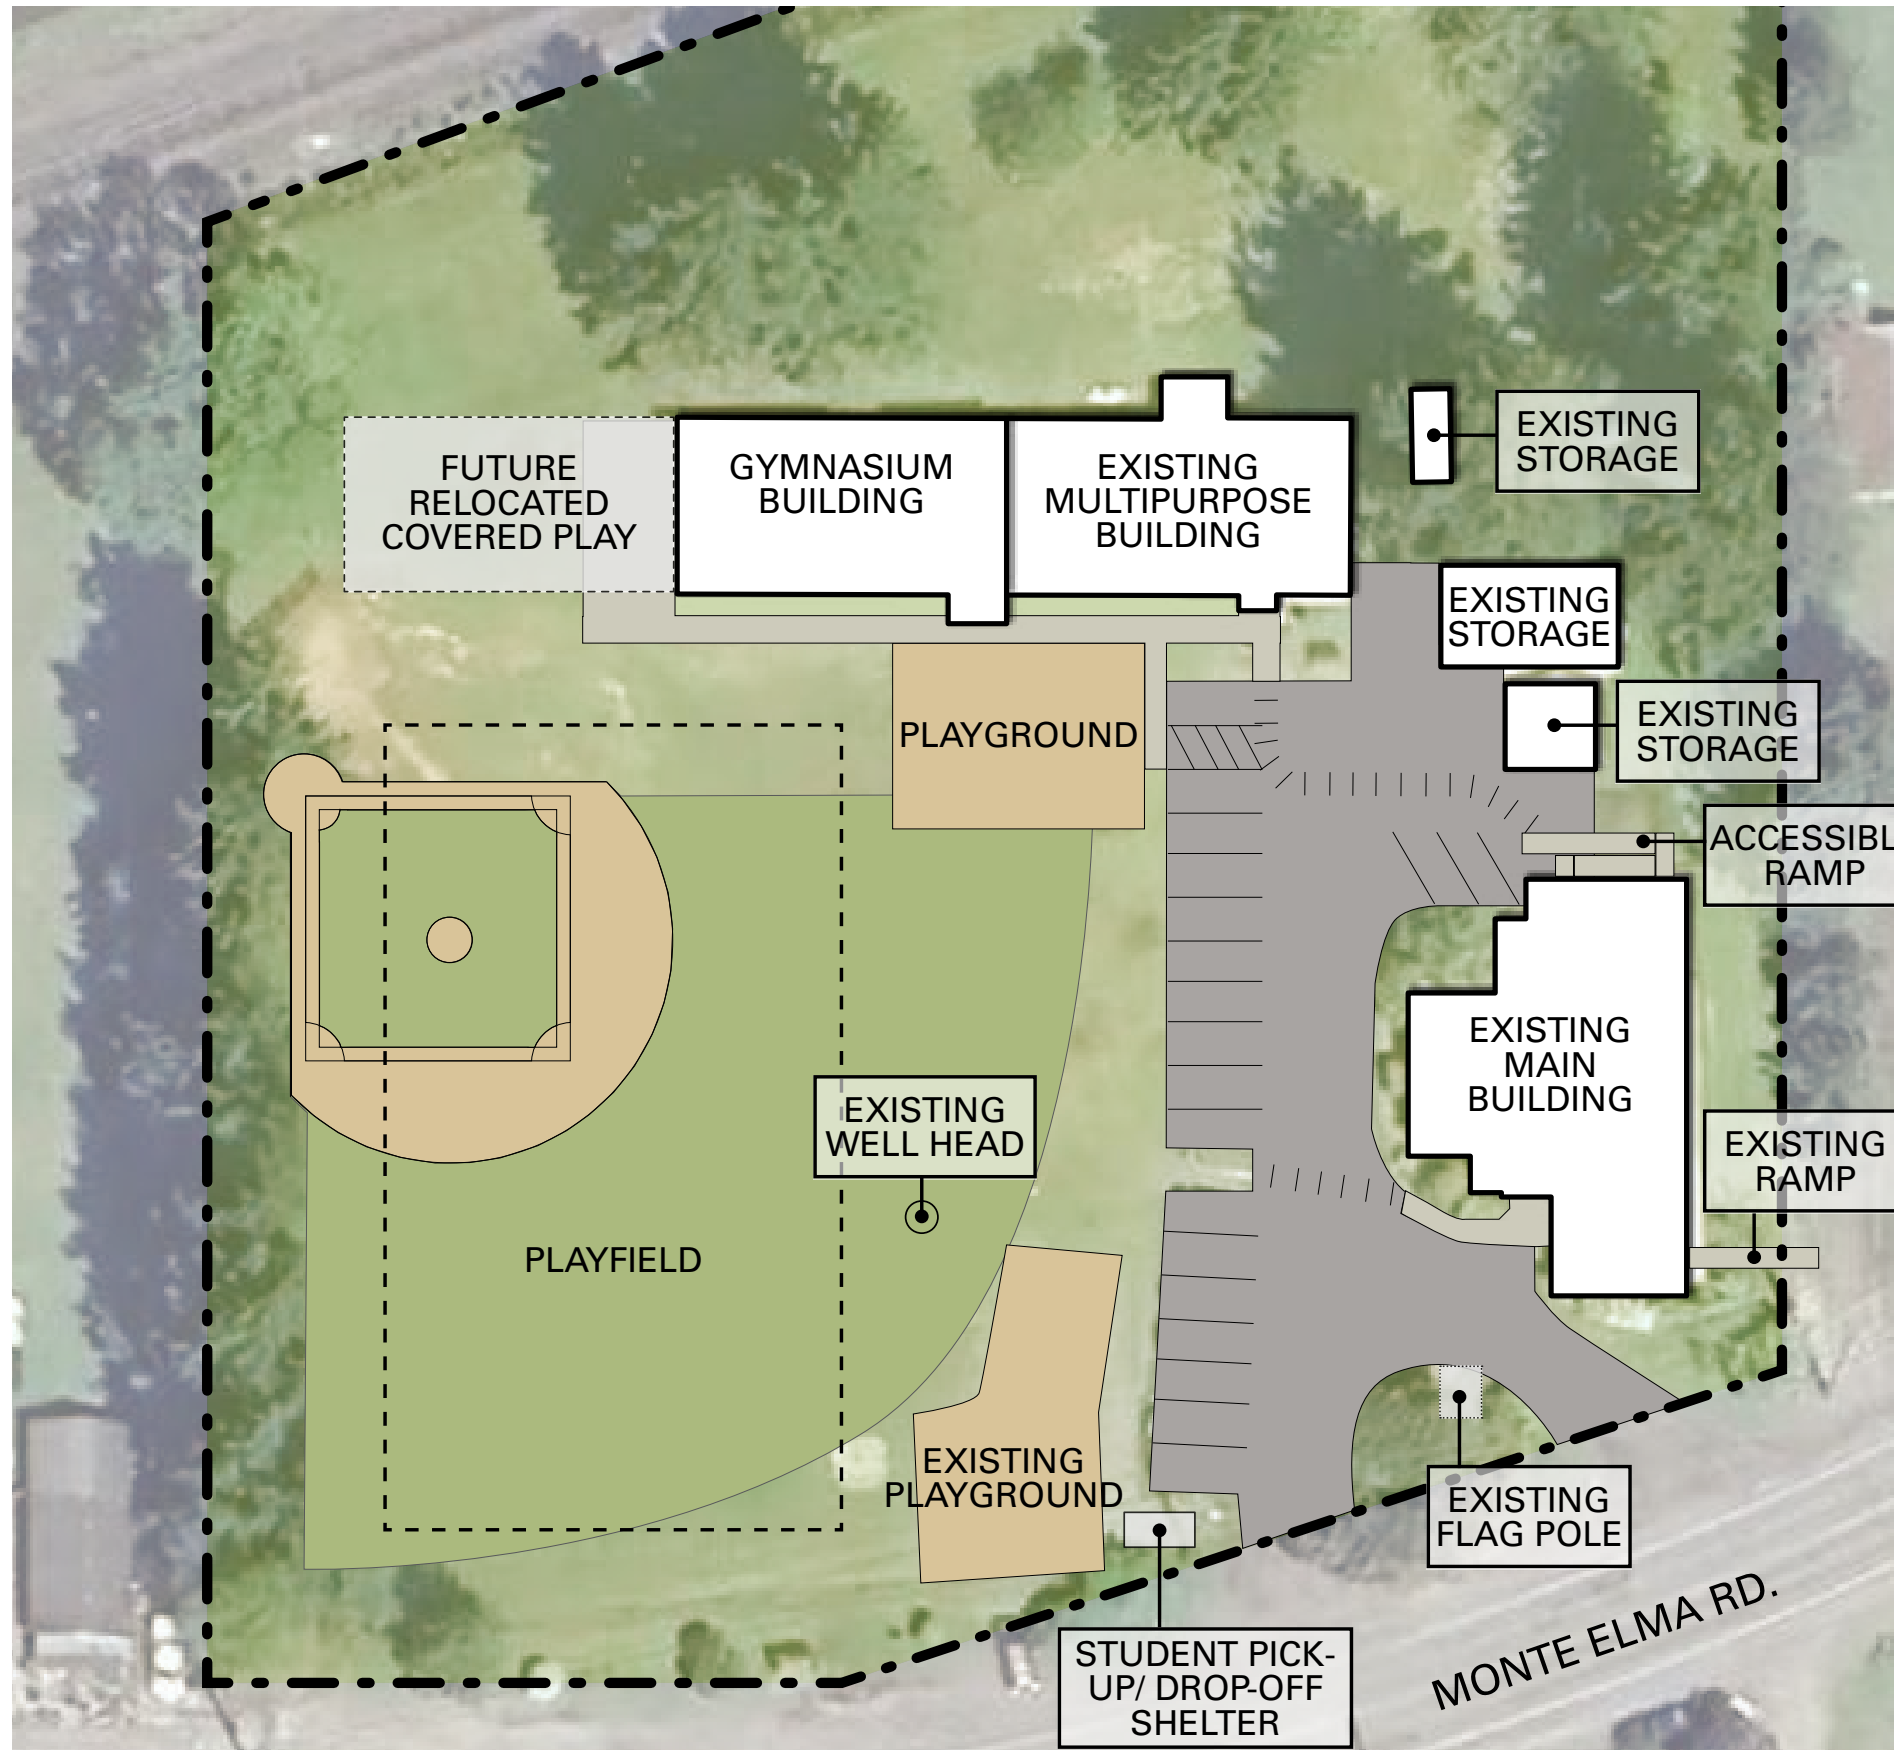 EXISTING
STORAGE
FUTURE
RELOCATED
COVERED PLAY
GYMNASIUM
BUILDING
EXISTING
MULTIPURPOSE
BUILDING
EXISTING
STORAGE
EXISTING
STORAGE
PLAYGROUND
ACCESSIBL
RAMP
EXISTING
MAIN
BUILDING
EXISTING
WELL HEAD
EXISTING
RAMP
PLAYFIELD
EXISTING
PLAYGROUND
EXISTING
FLAG POLE
STUDENT PICK-
UP/ DROP-OFF
SHELTER
MONTE ELMA RD.